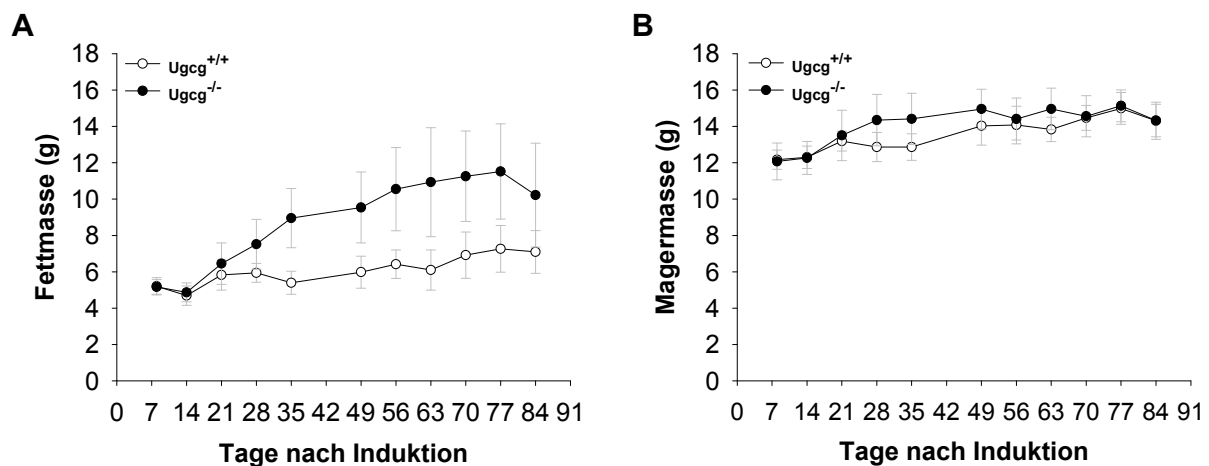 A
Fettmasse (g)
18
16
14
12
10
8
6
4
2
0
Ugcg+/+
Ugcg-/-
0 7 14 21 28 35 42 49 56 63 70 77 84 91
Tage nach Induktion
B
Magermasse (g)
18
16
14
12
10
8
6
4
2
0
Ugcg+/+
Ugcg-/-
0 7 14 21 28 35 42 49 56 63 70 77 84 91
Tage nach Induktion